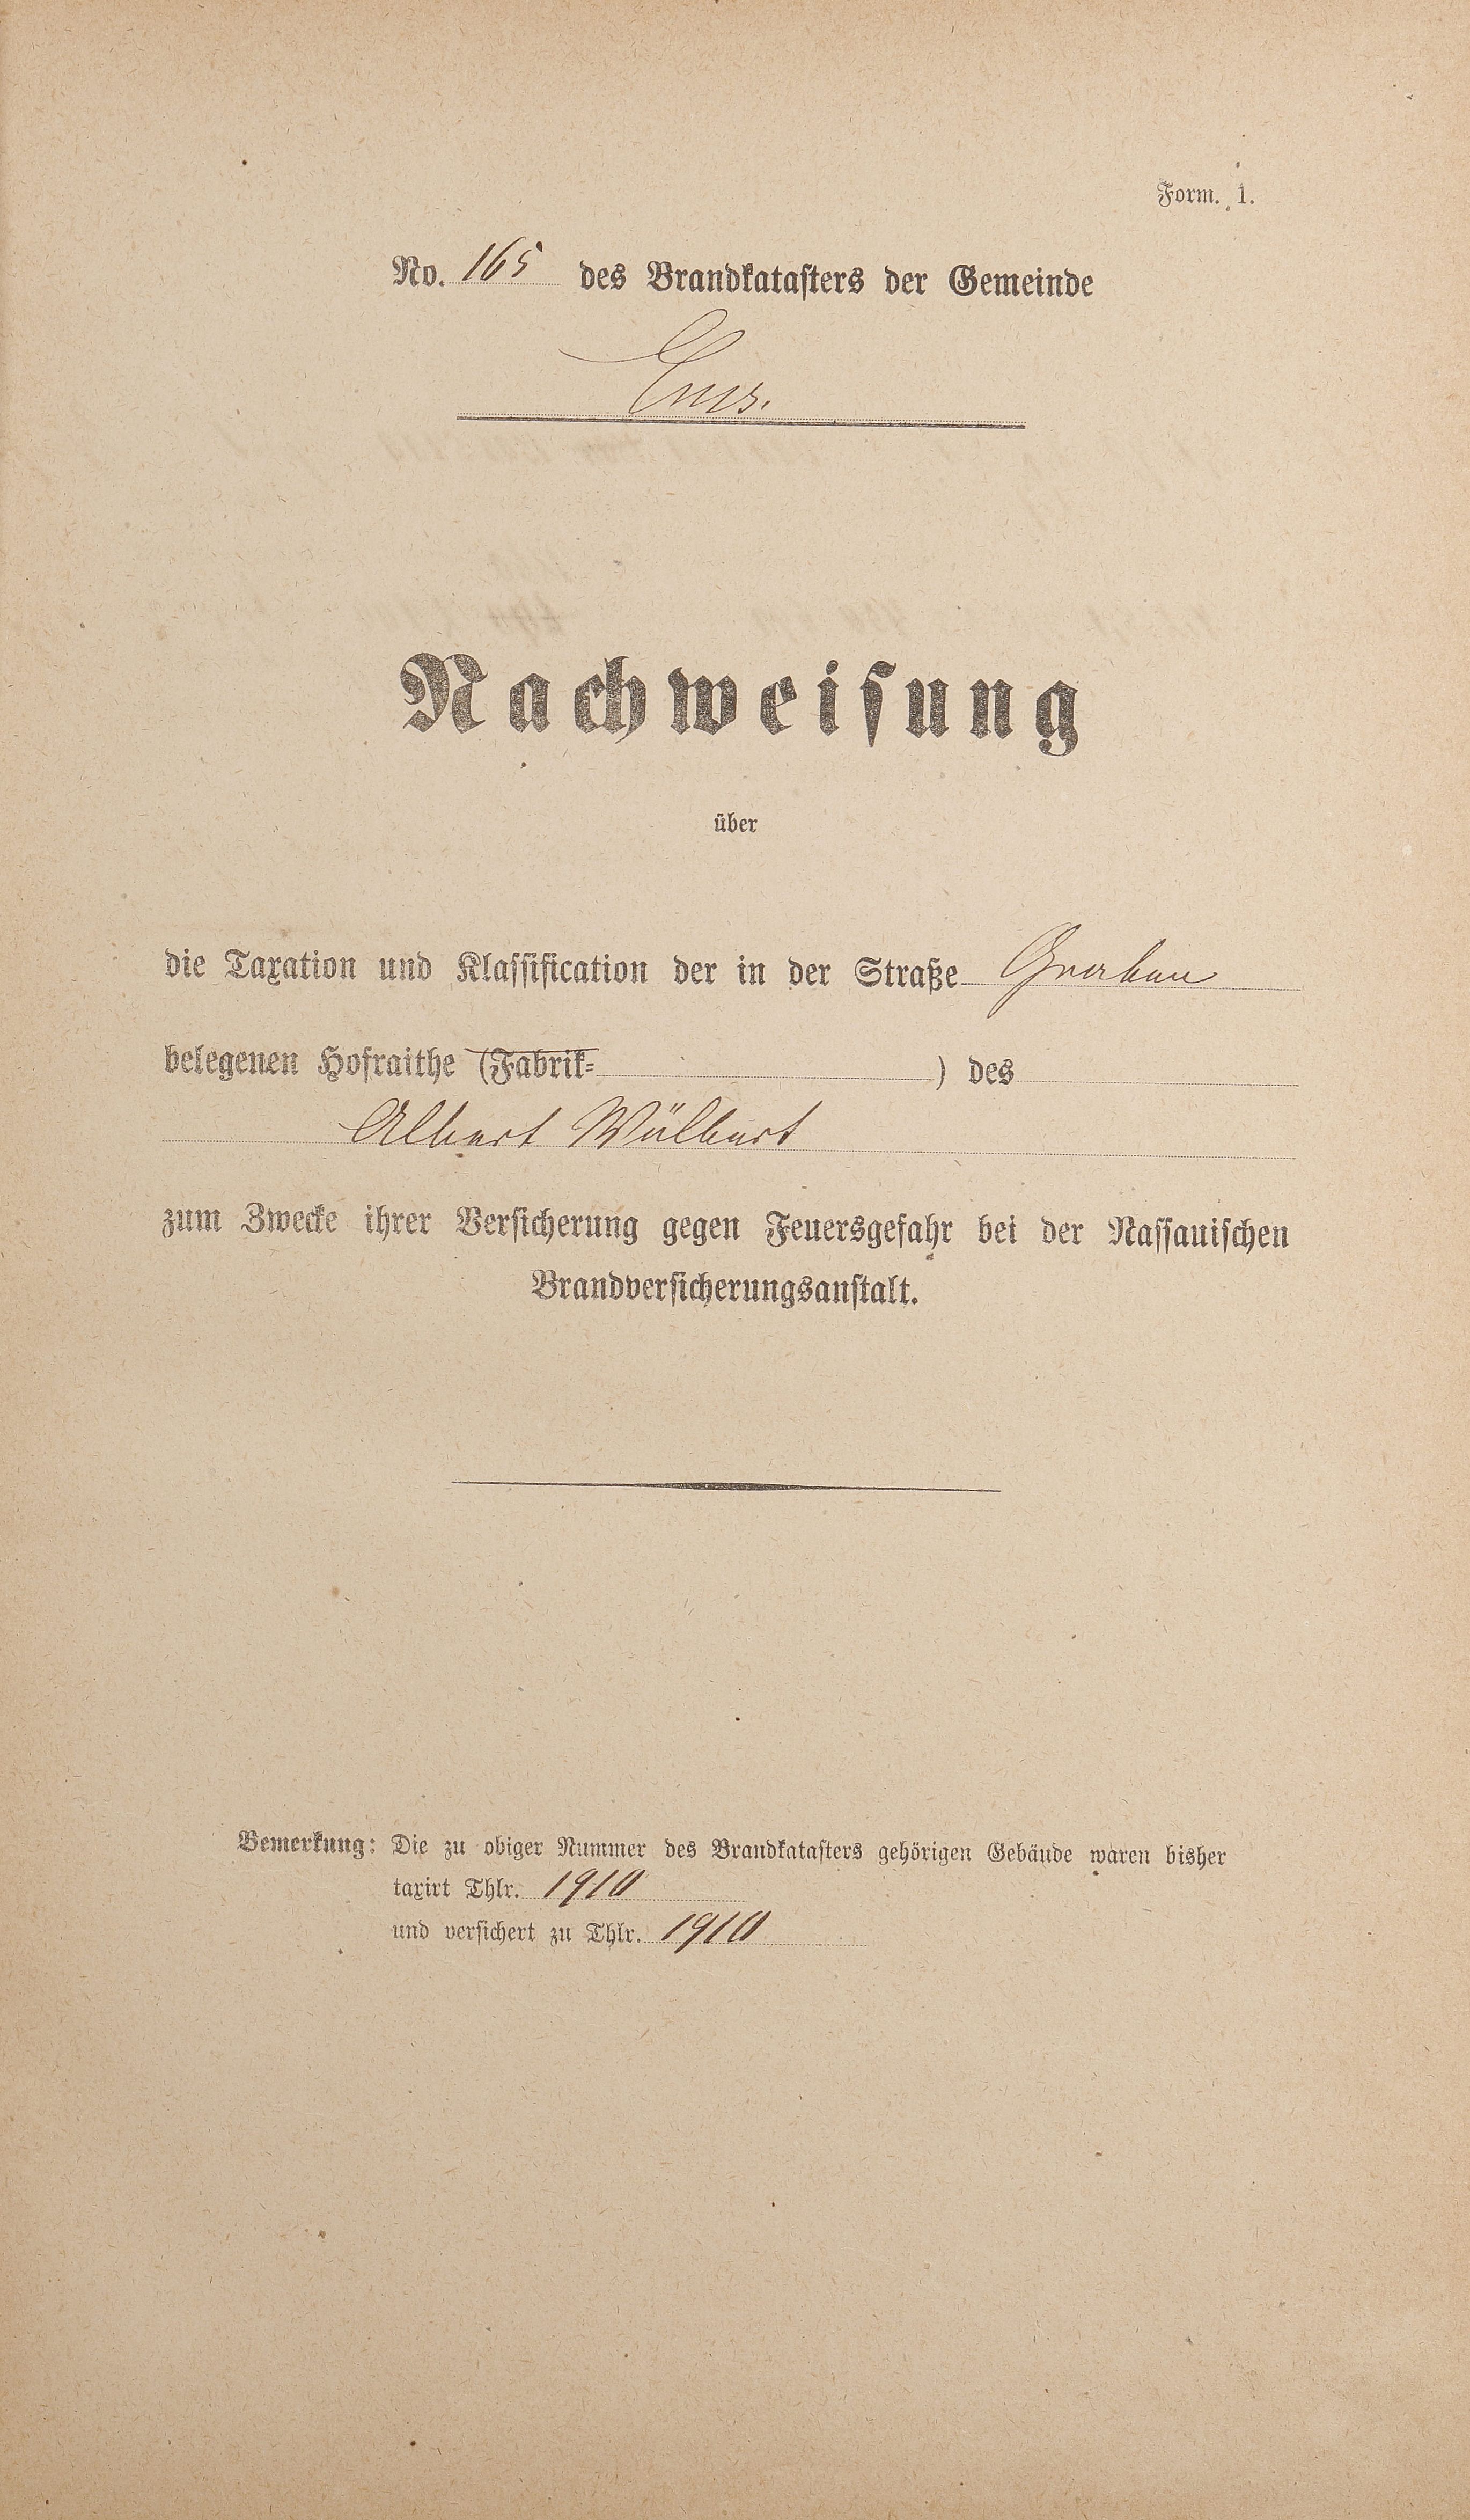 Form. 1.
No. 165 des Brandkatasters der Gemeinde
Ems.
Nachweisung
über
die Taxation und Klassification der in der Straße Graben
belegenen Hofraithe (Fabrik= ) des
Albert Wülbert
zum Zwecke ihrer Versicherung gegen Feuersgefahr bei der Nassauischen
Brandversicherungsanstalt.
Bemerkung: Die zu obiger Nummer des Brandkatasters gehörigen Gebäude waren bisher
taxirt Thlr. 1910
und versichert zu Thlr. 1910